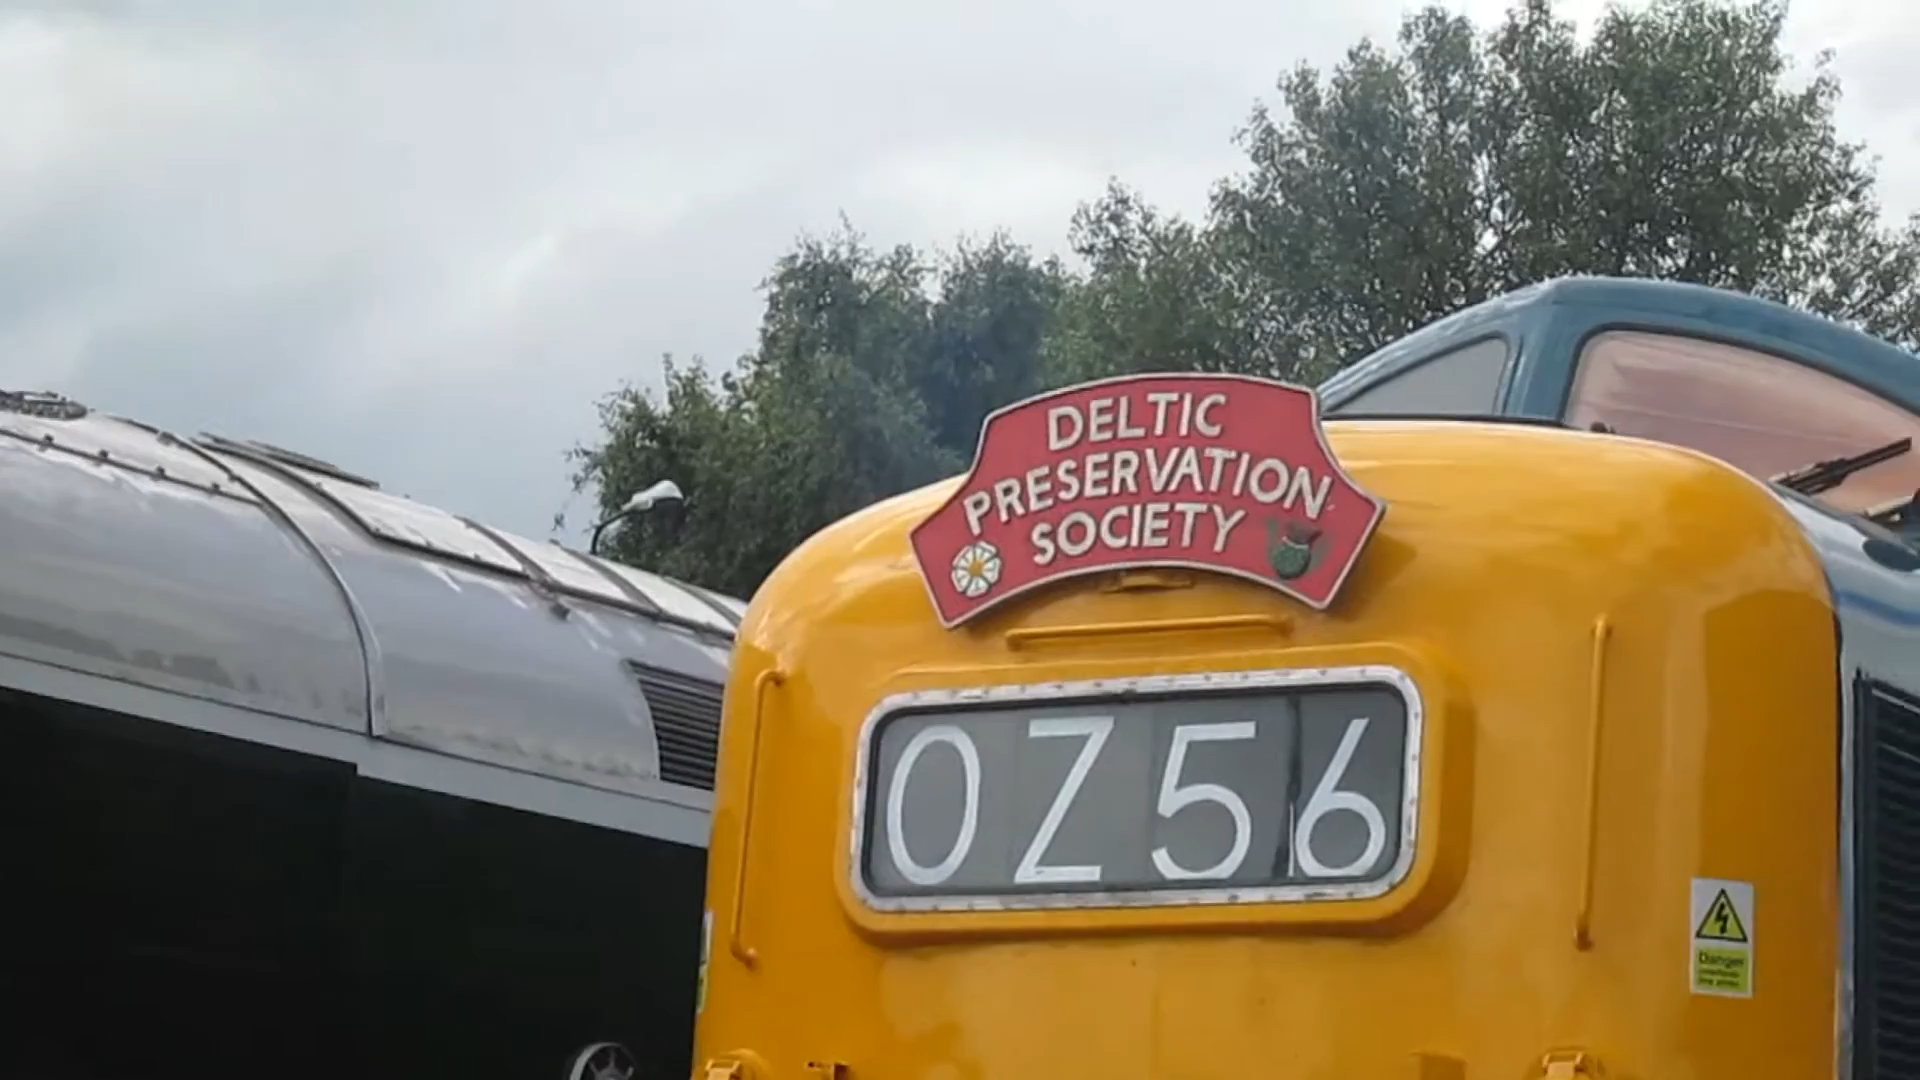 DELTIC
PRESERVATION
SOCIETY
0Z56
Danger